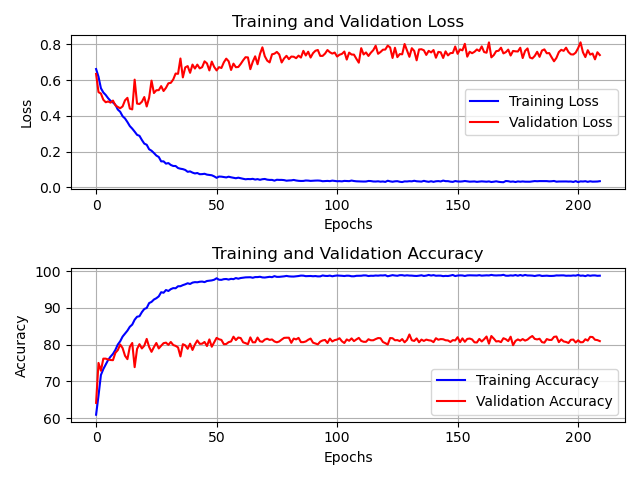 Training and Validation Loss
0.8
0.6
0.4
0.2
0.0
Loss
Training Loss
Validation Loss
0 50 100 150 200
Epochs
Training and Validation Accuracy
100
90
80
70
60
Accuracy
Training Accuracy
Validation Accuracy
0 50 100 150 200
Epochs